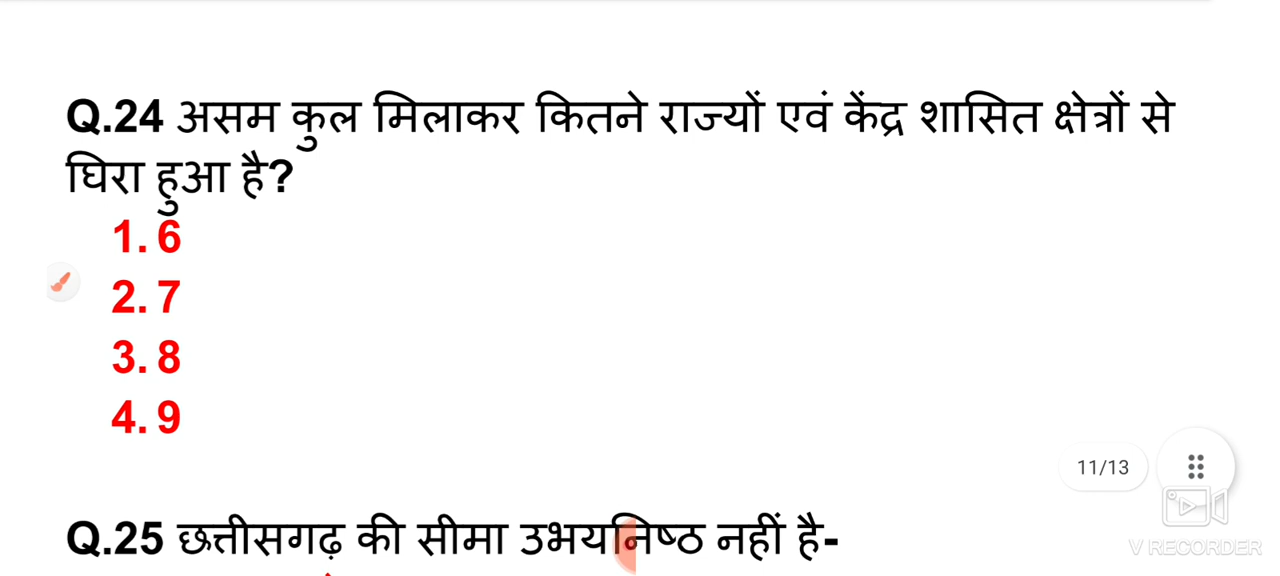 Q.24 असम कुल मिलाकर कितने राज्यों एवं केंद्र शासित क्षेत्रों से
घिरा हुआ है?
1. 6
2. 7
3. 8
4. 9
11/13
Q.25 छत्तीसगढ़ की सीमा उभयनिष्ठ नहीं है-
V RECORDER